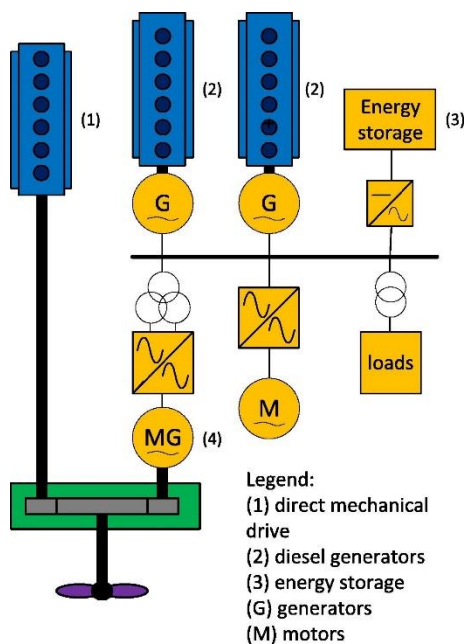 (1)
(2)
(2)
Energy
storage
(3)
G
G
loads
M
MG
(4)
Legend:
(1) direct mechanical
drive
(2) diesel generators
(3) energy storage
(G) generators
(M) motors